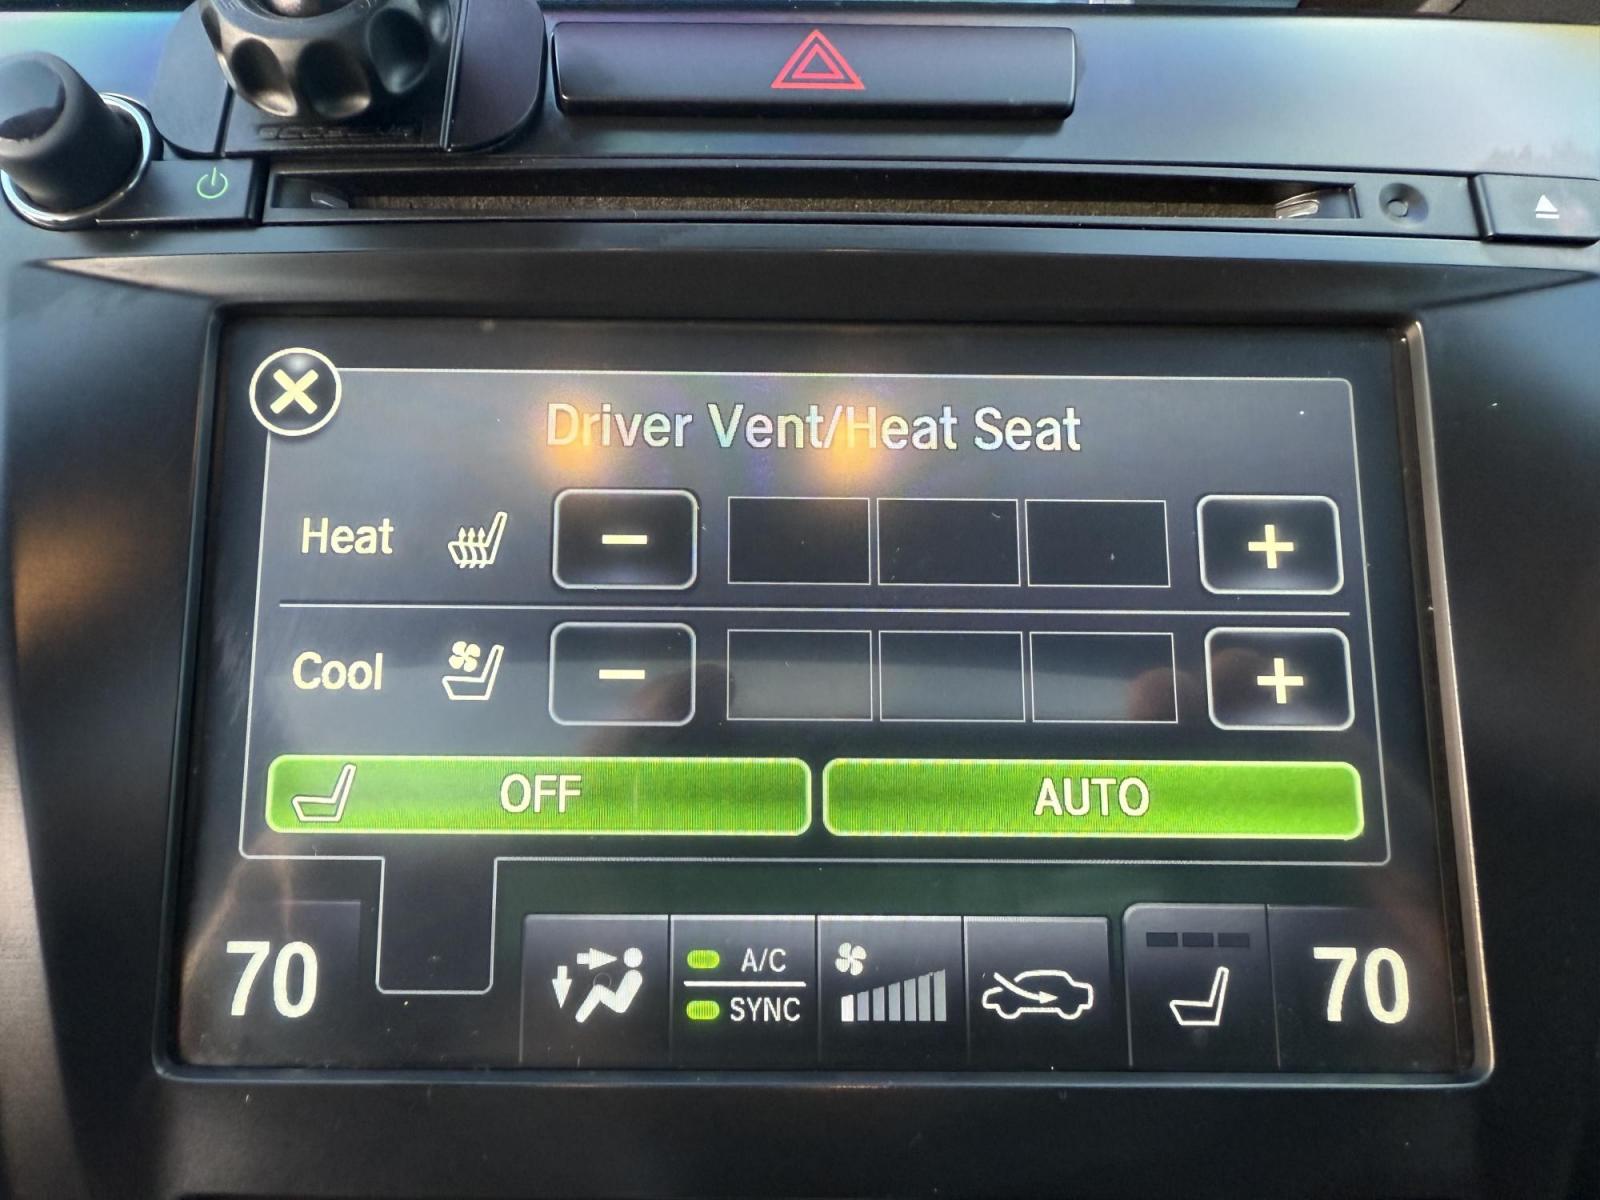 Driver Vent/Heat Seat
Heat
Cool
OFF AUTO
70 A/C 70
SYNC